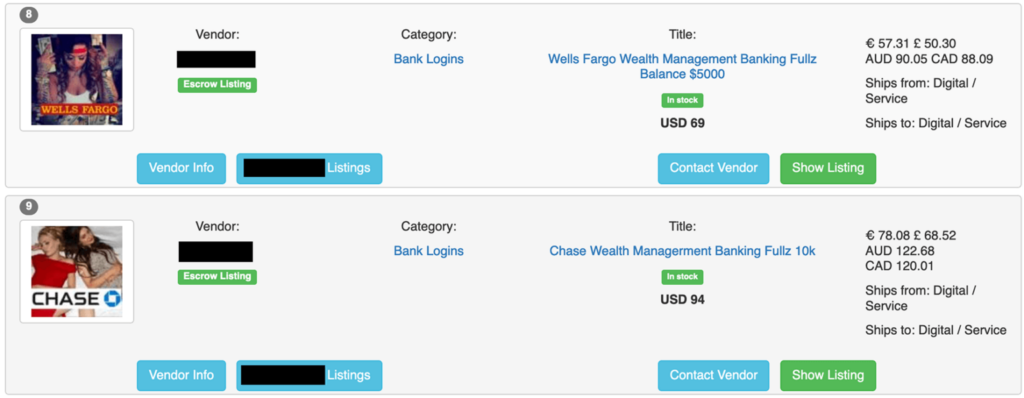 8
Vendor:
Category:
Title:
Escrow Listing
Bank Logins
Wells Fargo Wealth Management Banking Fullz
Balance $5000
In stock
USD 69
€ 57.31 £ 50.30
AUD 90.05 CAD 88.09
Ships from: Digital /
Service
Ships to: Digital / Service
WELLS FARGO
Vendor Info
Listings
Contact Vendor
Show Listing
9
Vendor:
Category:
Title:
Escrow Listing
Bank Logins
Chase Wealth Managerment Banking Fullz 10k
In stock
USD 94
€ 78.08 £ 68.52
AUD 122.68
CAD 120.01
Ships from: Digital /
Service
Ships to: Digital / Service
CHASE
Vendor Info
Listings
Contact Vendor
Show Listing